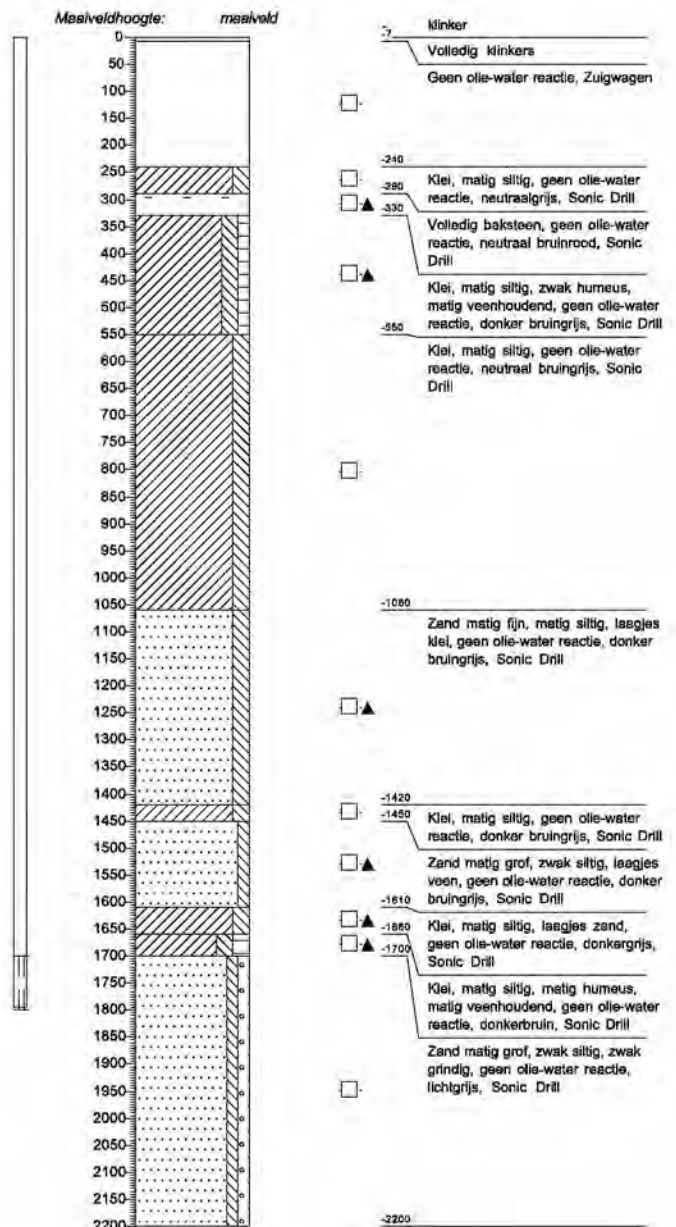 Maaiveldhoogte: maaiveld
0
50
100
150
200
250
300
350
400
450
500
550
600
650
700
750
800
850
900
950
1000
1050
1100
1150
1200
1250
1300
1350
1400
1450
1500
1550
1600
1650
1700
1750
1800
1850
1900
1950
2000
2050
2100
2150
2200
klinker
-7
Volledig klinkers
Geen olie-water reactie, Zuigwagen
-240
Klei, matig siltig, geen olie-water
reactie, neutraalgrijs, Sonic Drill
-290
Volledig baksteen, geen olie-water
reactie, neutraal bruinrood, Sonic
Drill
-330
Klei, matig siltig, zwak humeus,
matig veenhoudend, geen olie-water
reactie, donker bruingrijs, Sonic Drill
-550
Klei, matig siltig, geen olie-water
reactie, neutraal bruingrijs, Sonic
Drill
-1060
Zand matig fijn, matig siltig, laagjes
klei, geen olie-water reactie, donker
bruingrijs, Sonic Drill
-1420
Klei, matig siltig, geen olie-water
reactie, donker bruingrijs, Sonic Drill
-1450
Zand matig grof, zwak siltig, laagjes
veen, geen olie-water reactie, donker
bruingrijs, Sonic Drill
-1610
Klei, matig siltig, laagjes zand,
geen olie-water reactie, donkergrijs,
Sonic Drill
-1660
Klei, matig siltig, matig humeus,
matig veenhoudend, geen olie-water
reactie, donkerbruin, Sonic Drill
-1700
Zand matig grof, zwak siltig, zwak
grindig, geen olie-water reactie,
lichtgrijs, Sonic Drill
-2200